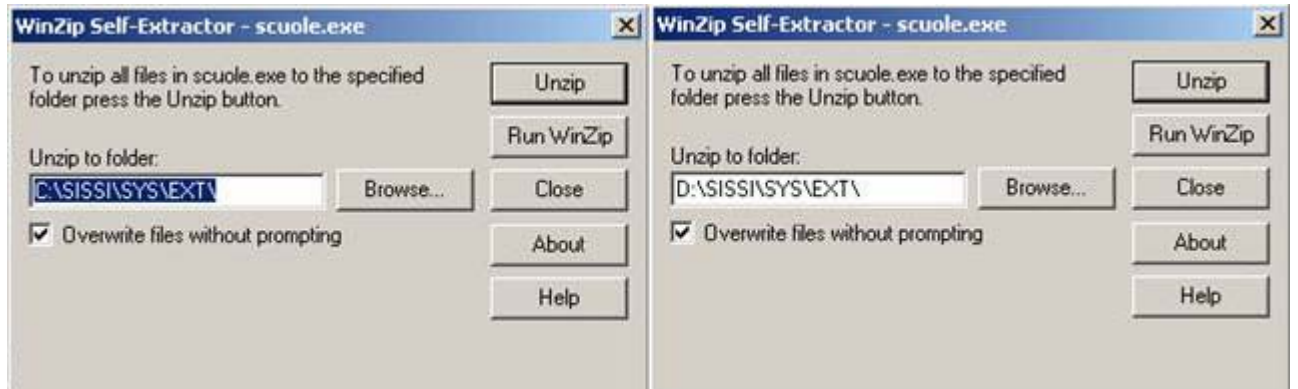 WinZip Self-Extractor - scuole.exe
To unzip all files in scuole.exe to the specified
folder press the Unzip button.
Unzip to folder:
C:\SISSI\SYS\EXT\
Browse...
Overwrite files without prompting
Unzip
Run WinZip
Close
About
Help
WinZip Self-Extractor - scuole.exe
To unzip all files in scuole.exe to the specified
folder press the Unzip button.
Unzip to folder:
D:\SISSI\SYS\EXT\
Browse...
Overwrite files without prompting
Unzip
Run WinZip
Close
About
Help